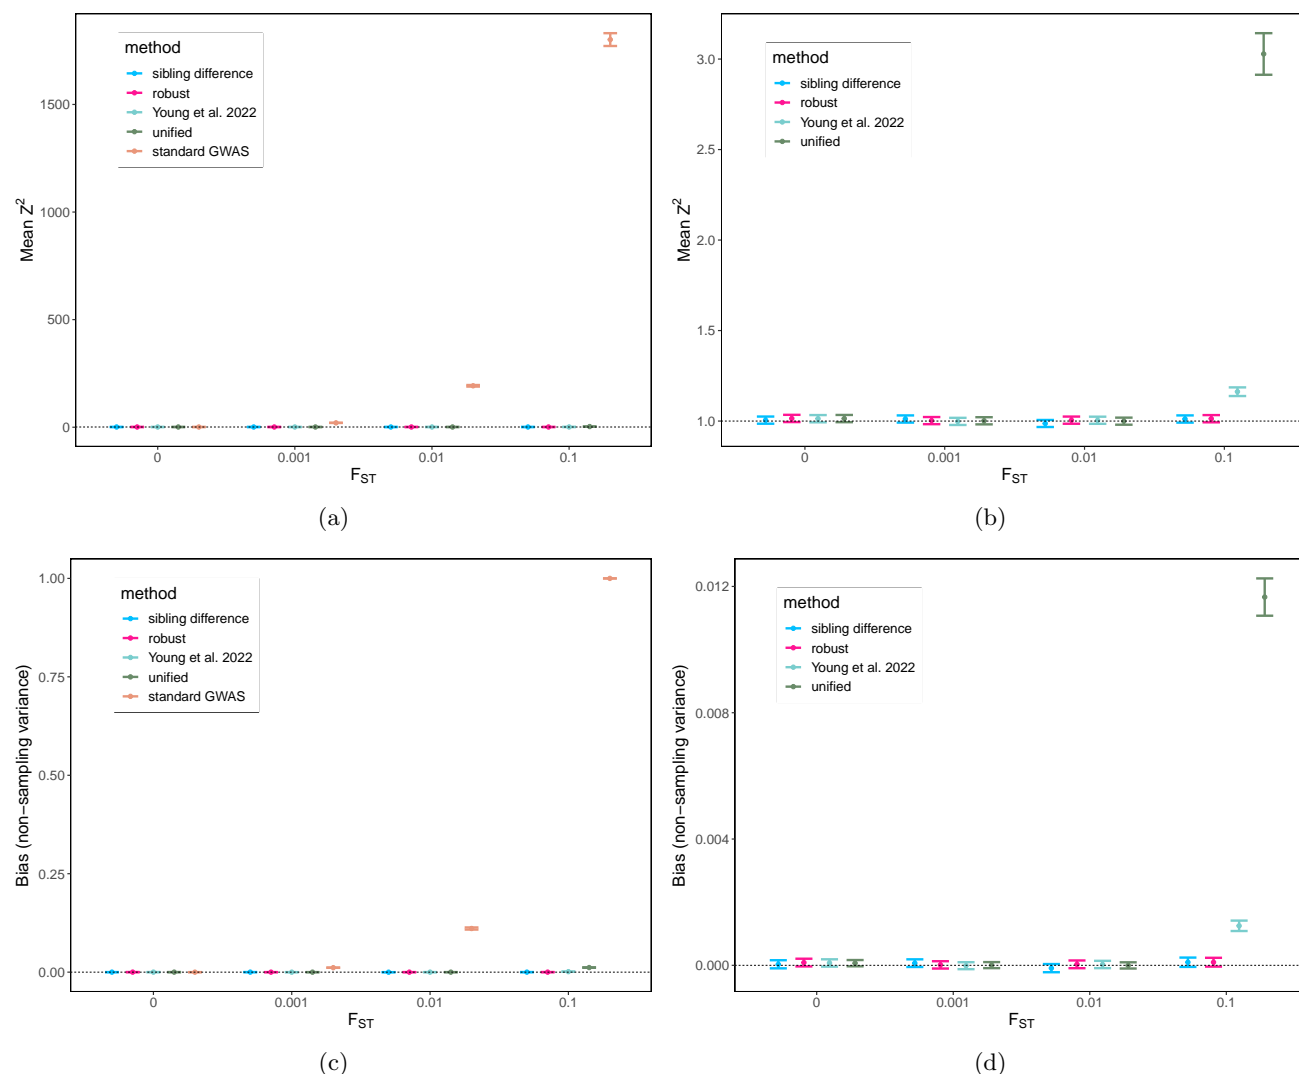 method
sibling difference
robust
Young et al. 2022
unified
standard GWAS
Mean Z²
1500
1000
500
0
0
0.001
0.01
0.1
F_ST
(a)
method
sibling difference
robust
Young et al. 2022
unified
Mean Z²
3.0
2.5
2.0
1.5
1.0
0
0.001
0.01
0.1
F_ST
(b)
method
sibling difference
robust
Young et al. 2022
unified
standard GWAS
Bias (non−sampling variance)
1.00
0.75
0.50
0.25
0.00
0
0.001
0.01
0.1
F_ST
(c)
method
sibling difference
robust
Young et al. 2022
unified
Bias (non−sampling variance)
0.012
0.008
0.004
0.000
0
0.001
0.01
0.1
F_ST
(d)